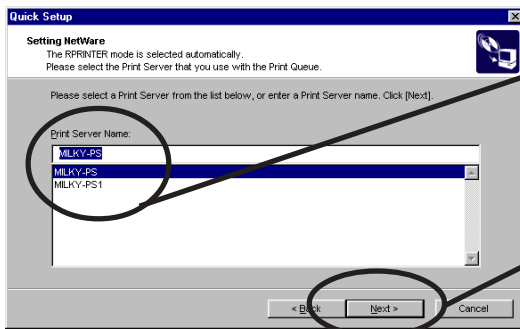 Quick Setup
Setting NetWare
The RPRINTER mode is selected automatically.
Please select the Print Server that you use with the Print Queue.
Please select a Print Server from the list below, or enter a Print Server name. Click [Next].
Print Server Name:
MILKY-PS
MILKY-PS
MILKY-PS1
< Back Next > Cancel